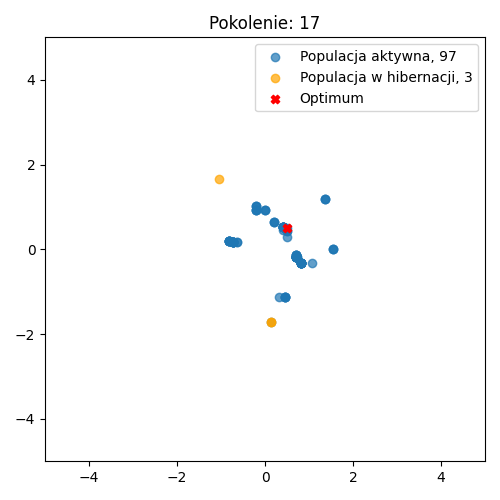 Pokolenie: 17
Populacja aktywna, 97
Populacja w hibernacji, 3
Optimum
4
2
0
−2
−4
−4
−2
0
2
4